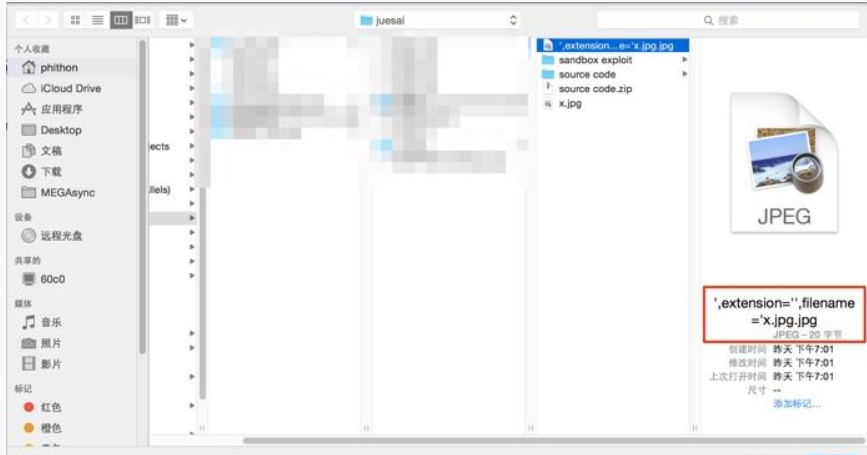 juesai
搜索
个人收藏
phithon
iCloud Drive
应用程序
Desktop
文稿
下载
MEGAsync
设备
远程光盘
共享的
60c0
媒体
音乐
照片
影片
标记
红色
橙色
ects
llels)
',extension...e='x.jpg.jpg
sandbox exploit
source code
source code.zip
x.jpg
JPEG
',extension='',filename
='x.jpg.jpg
JPEG - 20 字节
创建时间 昨天 下午7:01
修改时间 昨天 下午7:01
上次打开时间 昨天 下午7:01
尺寸 --
添加标记...